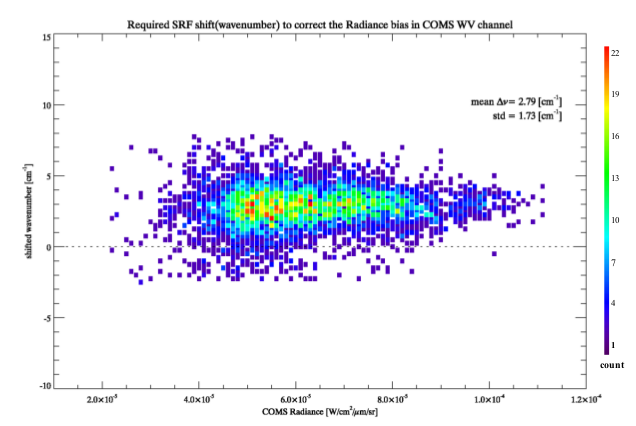 Required SRF shift(wavenumber) to correct the Radiance bias in COMS WV channel
15
10
5
0
-5
-10
shifted wavenumber [cm⁻¹]
mean Δν= 2.79 [cm⁻¹]
std = 1.73 [cm⁻¹]
2.0×10⁻⁵ 4.0×10⁻⁵ 6.0×10⁻⁵ 8.0×10⁻⁵ 1.0×10⁻⁴ 1.2×10⁻⁴
COMS Radiance [W/cm²/μm/sr]
22
19
16
13
10
7
4
1
count